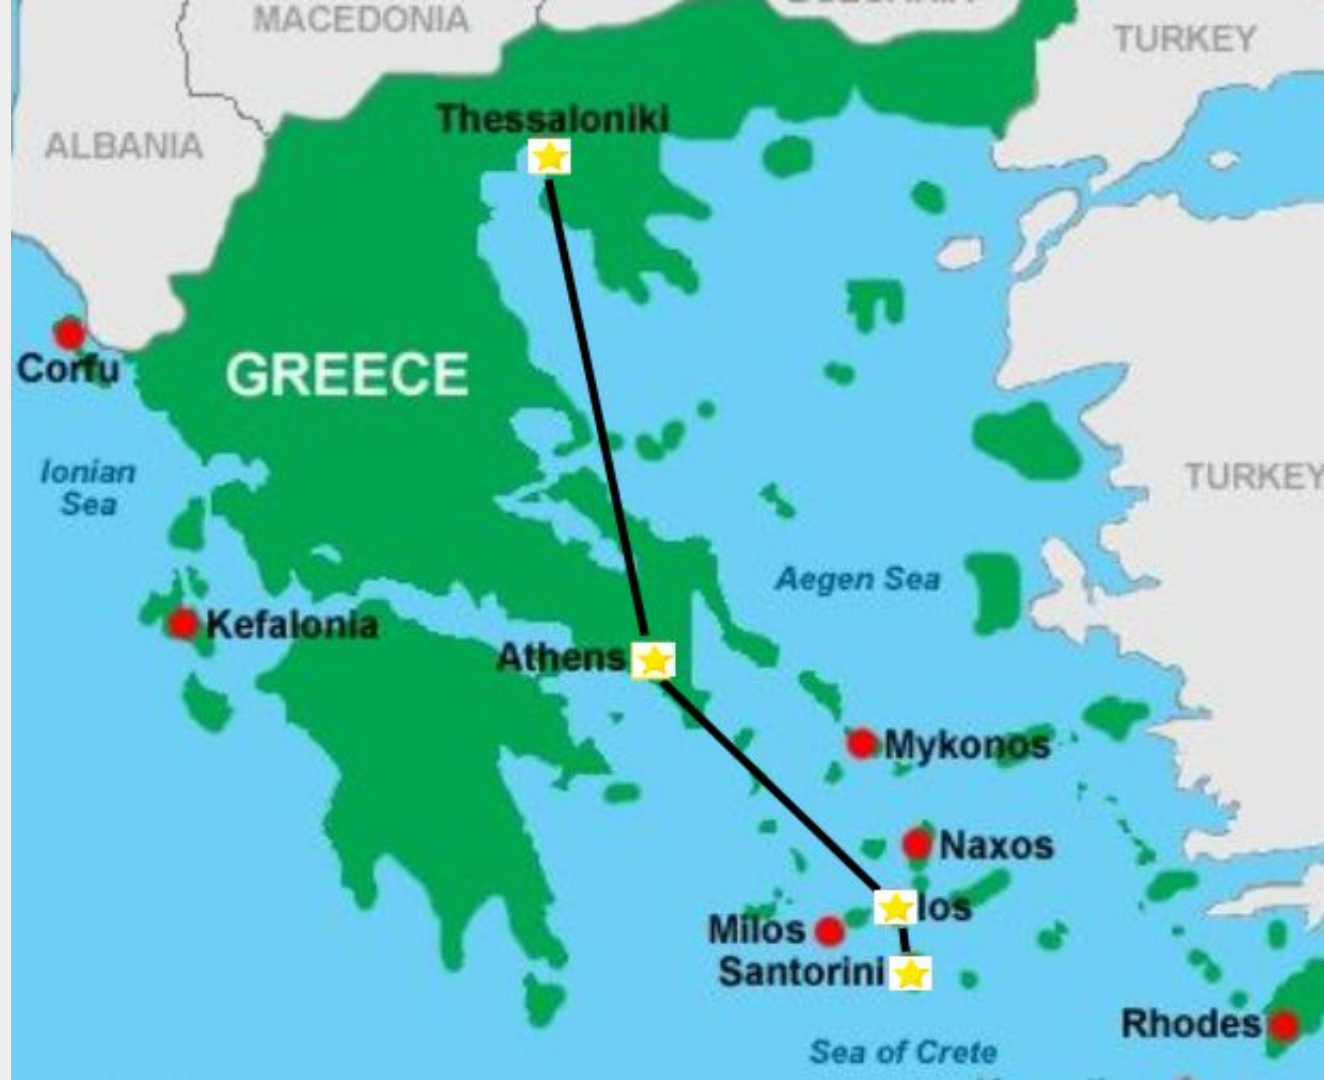 MACEDONIA
TURKEY
Thessaloniki
ALBANIA
Corfu
GREECE
Ionian
Sea
TURKEY
Aegen Sea
Kefalonia
Athens
Mykonos
Naxos
Ios
Milos
Santorini
Rhodes
Sea of Crete